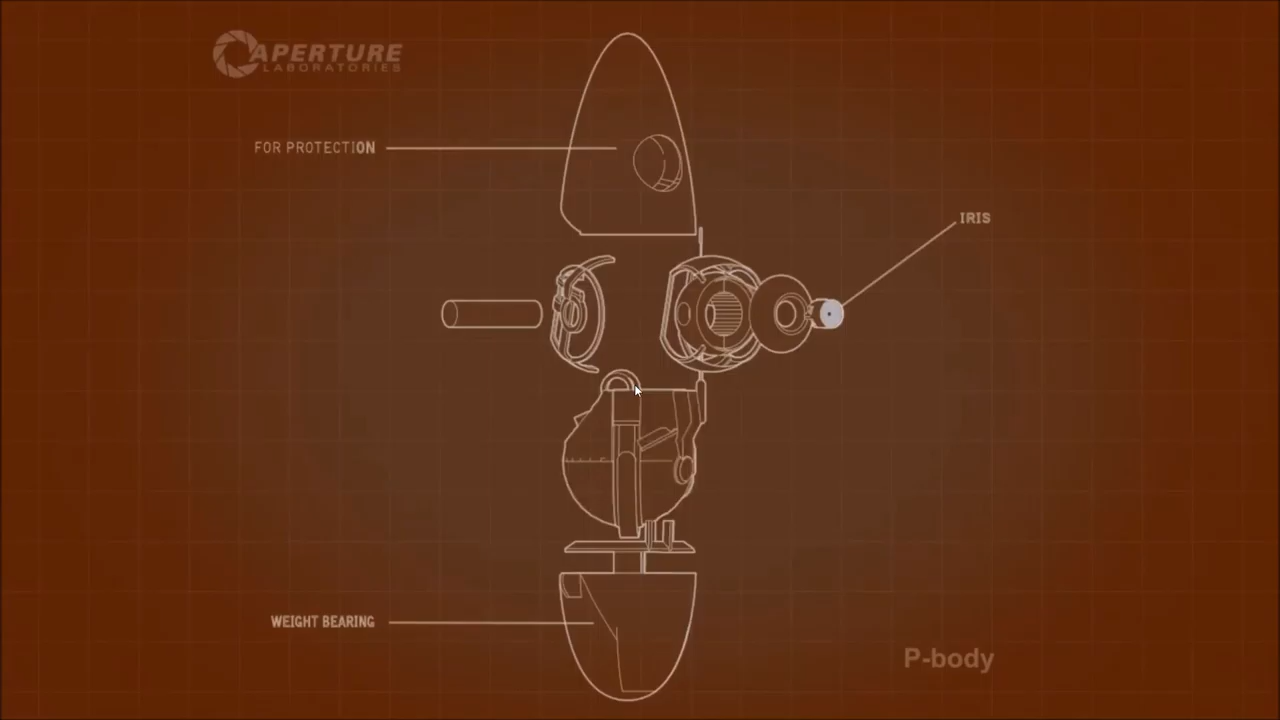 APERTURE
LABORATORIES
FOR PROTECTION
IRIS
WEIGHT BEARING
P-body